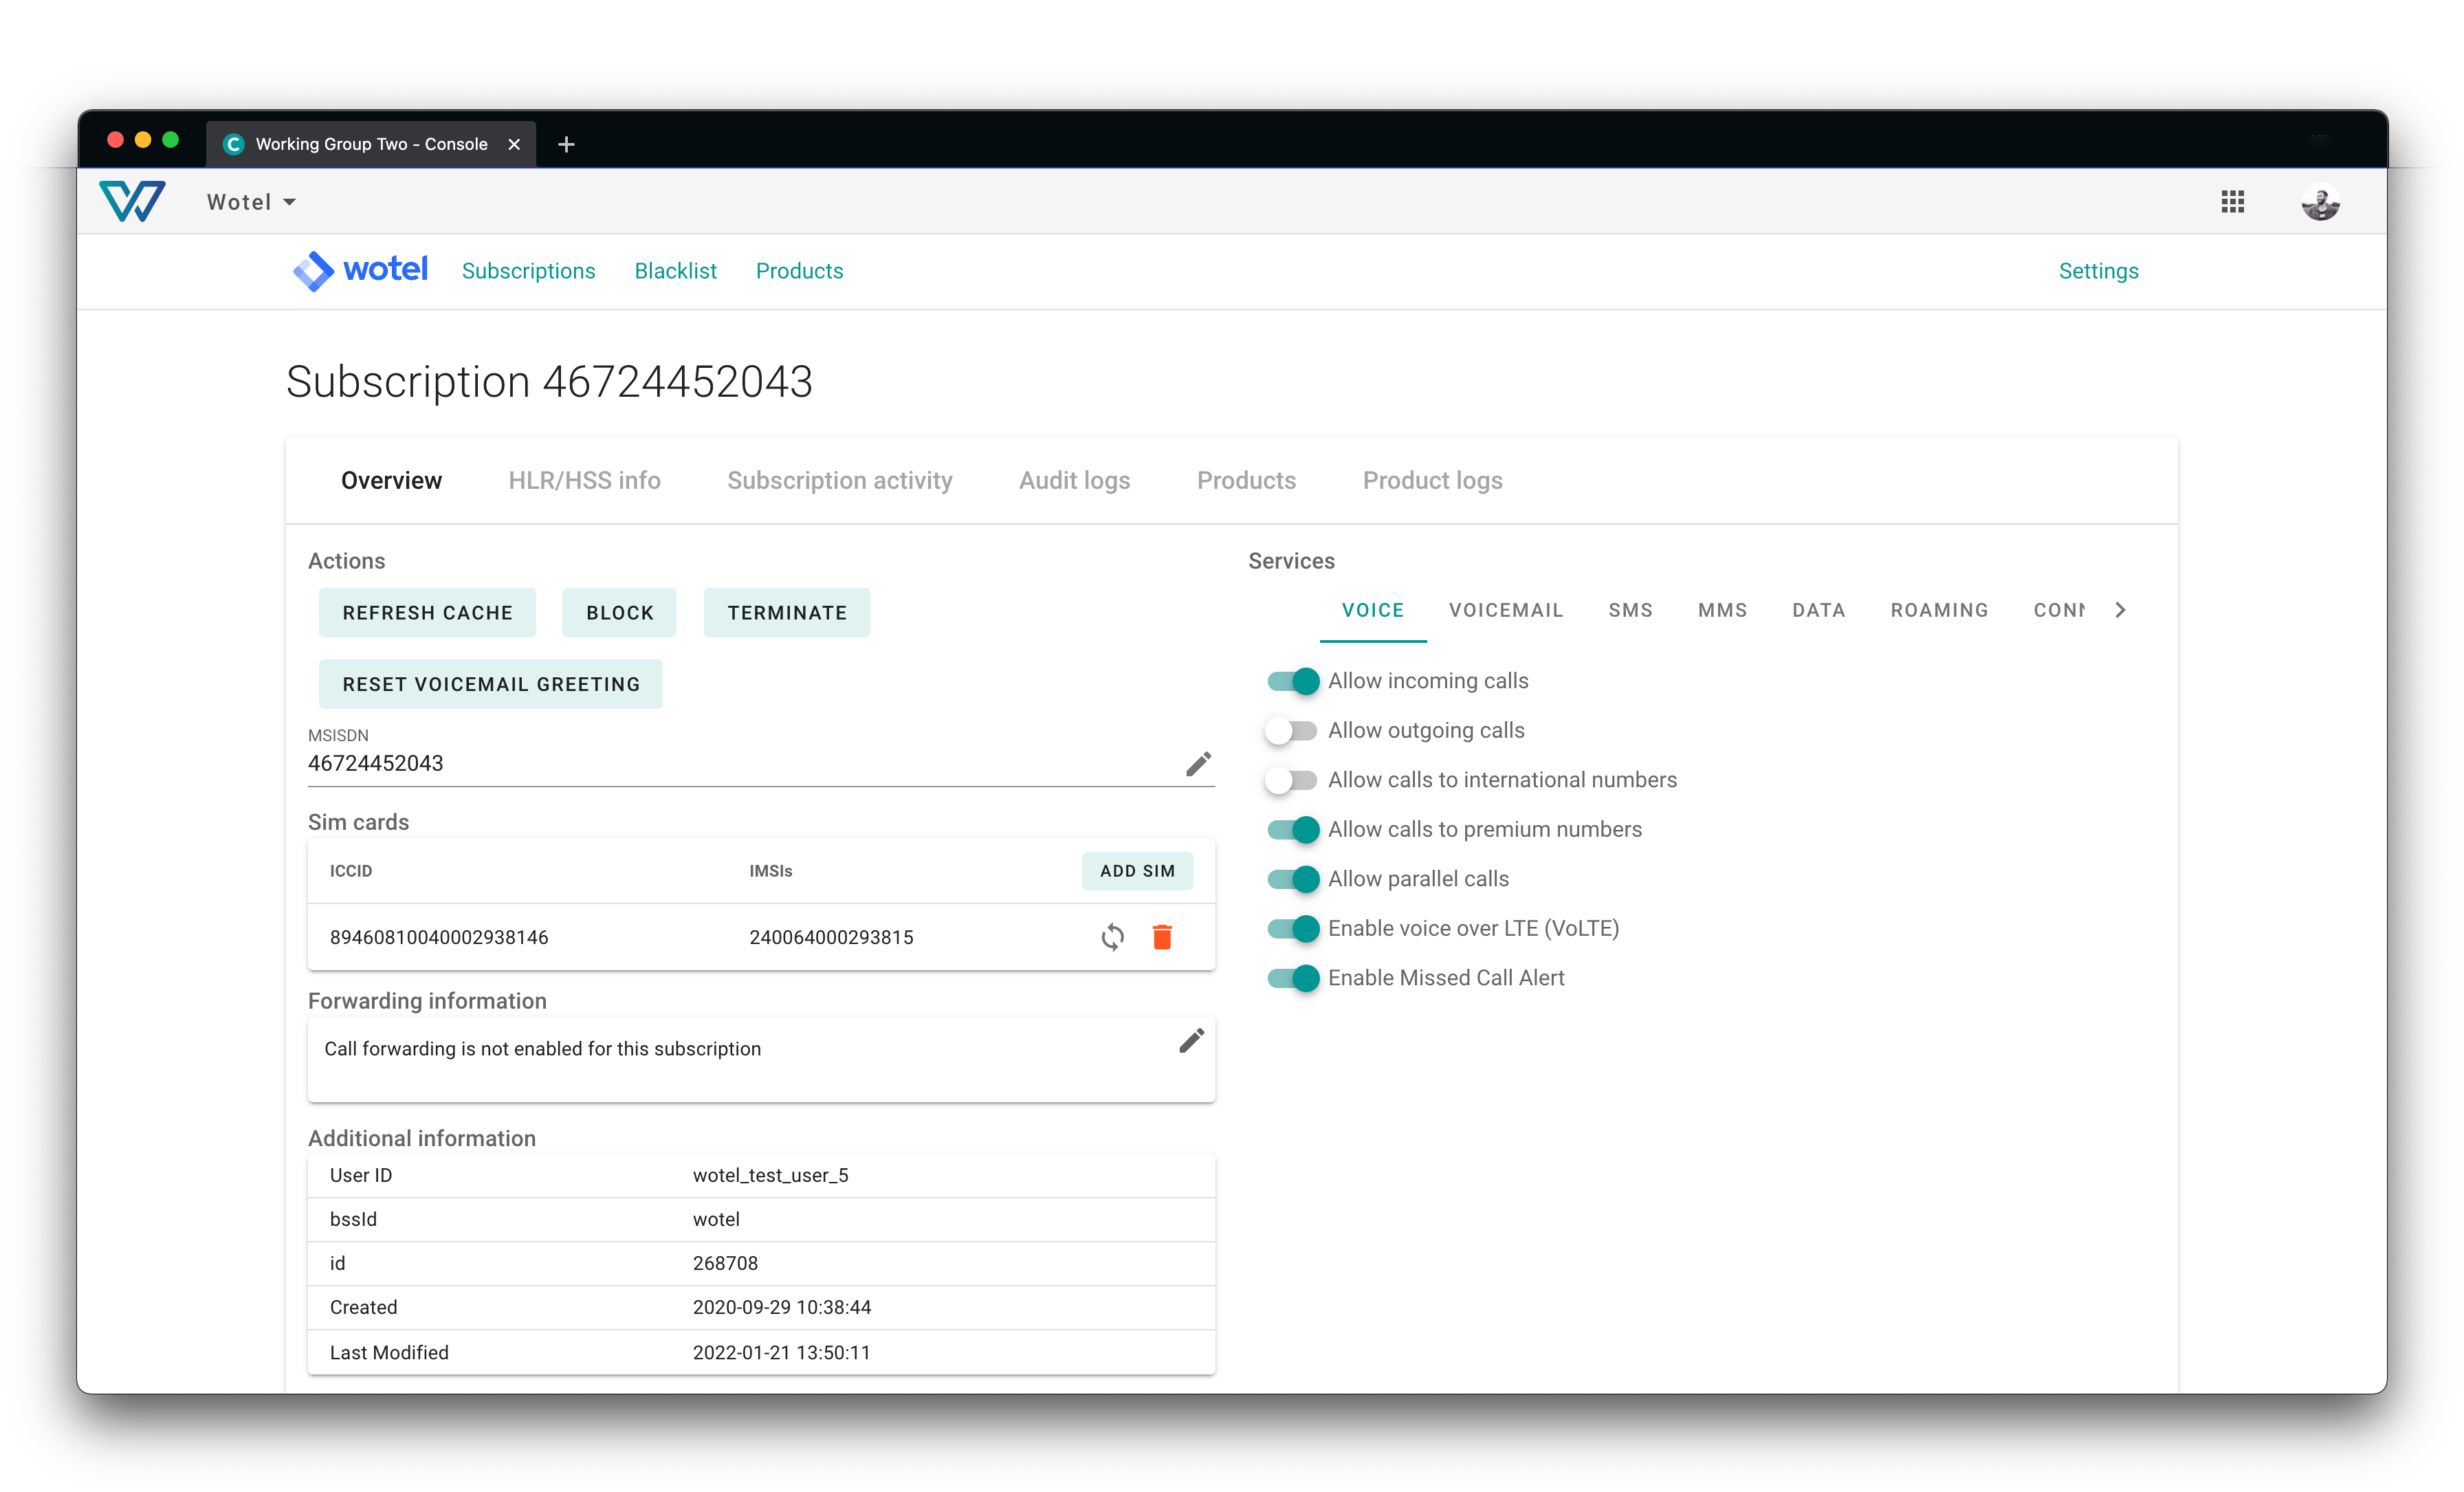 Working Group Two - Console
Wotel
wotel Subscriptions Blacklist Products Settings
Subscription 46724452043
Overview HLR/HSS info Subscription activity Audit logs Products Product logs
Actions
REFRESH CACHE BLOCK TERMINATE
RESET VOICEMAIL GREETING
MSISDN
46724452043
Sim cards
ICCID IMSIs ADD SIM
89460810040002938146 240064000293815
Forwarding information
Call forwarding is not enabled for this subscription
Additional information
User ID wotel_test_user_5
bssId wotel
id 268708
Created 2020-09-29 10:38:44
Last Modified 2022-01-21 13:50:11
Services
VOICE VOICEMAIL SMS MMS DATA ROAMING
Allow incoming calls
Allow outgoing calls
Allow calls to international numbers
Allow calls to premium numbers
Allow parallel calls
Enable voice over LTE (VoLTE)
Enable Missed Call Alert